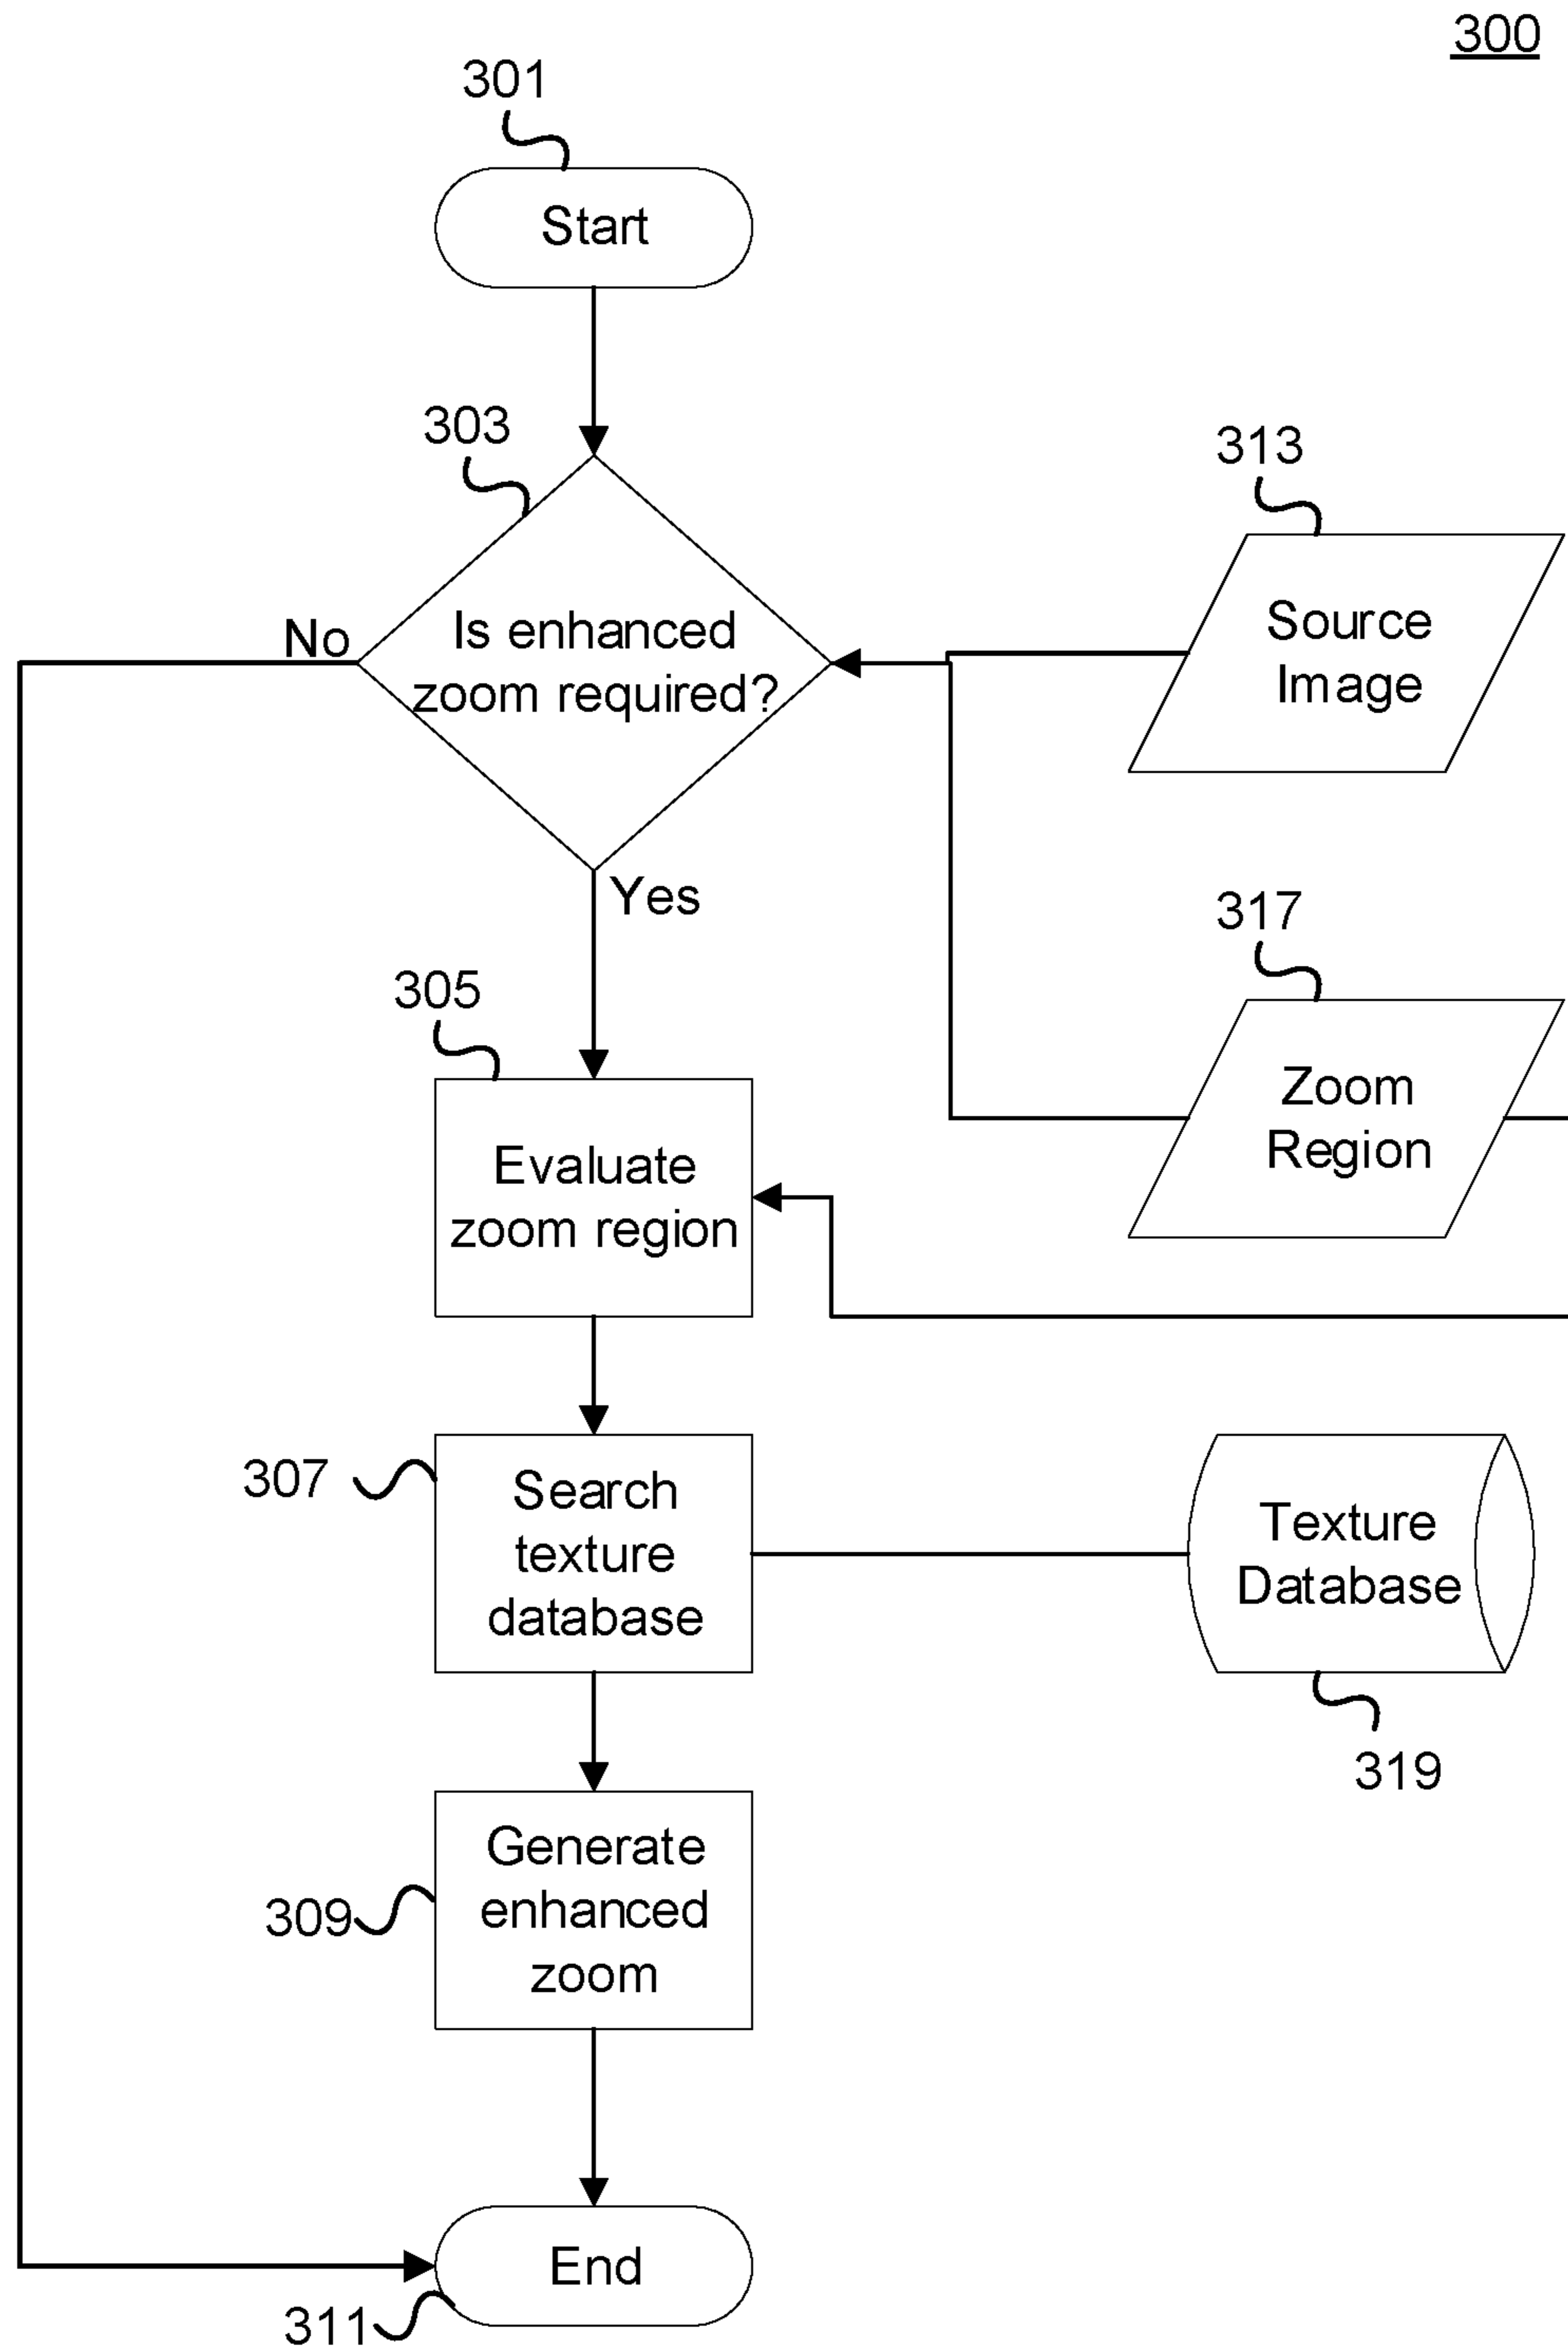 300
301
Start
303
313
No
Is enhanced
zoom required?
Source
Image
Yes
317
305
Zoom
Region
Evaluate
zoom region
307
Search
texture
database
Texture
Database
319
Generate
enhanced
zoom
309
End
311